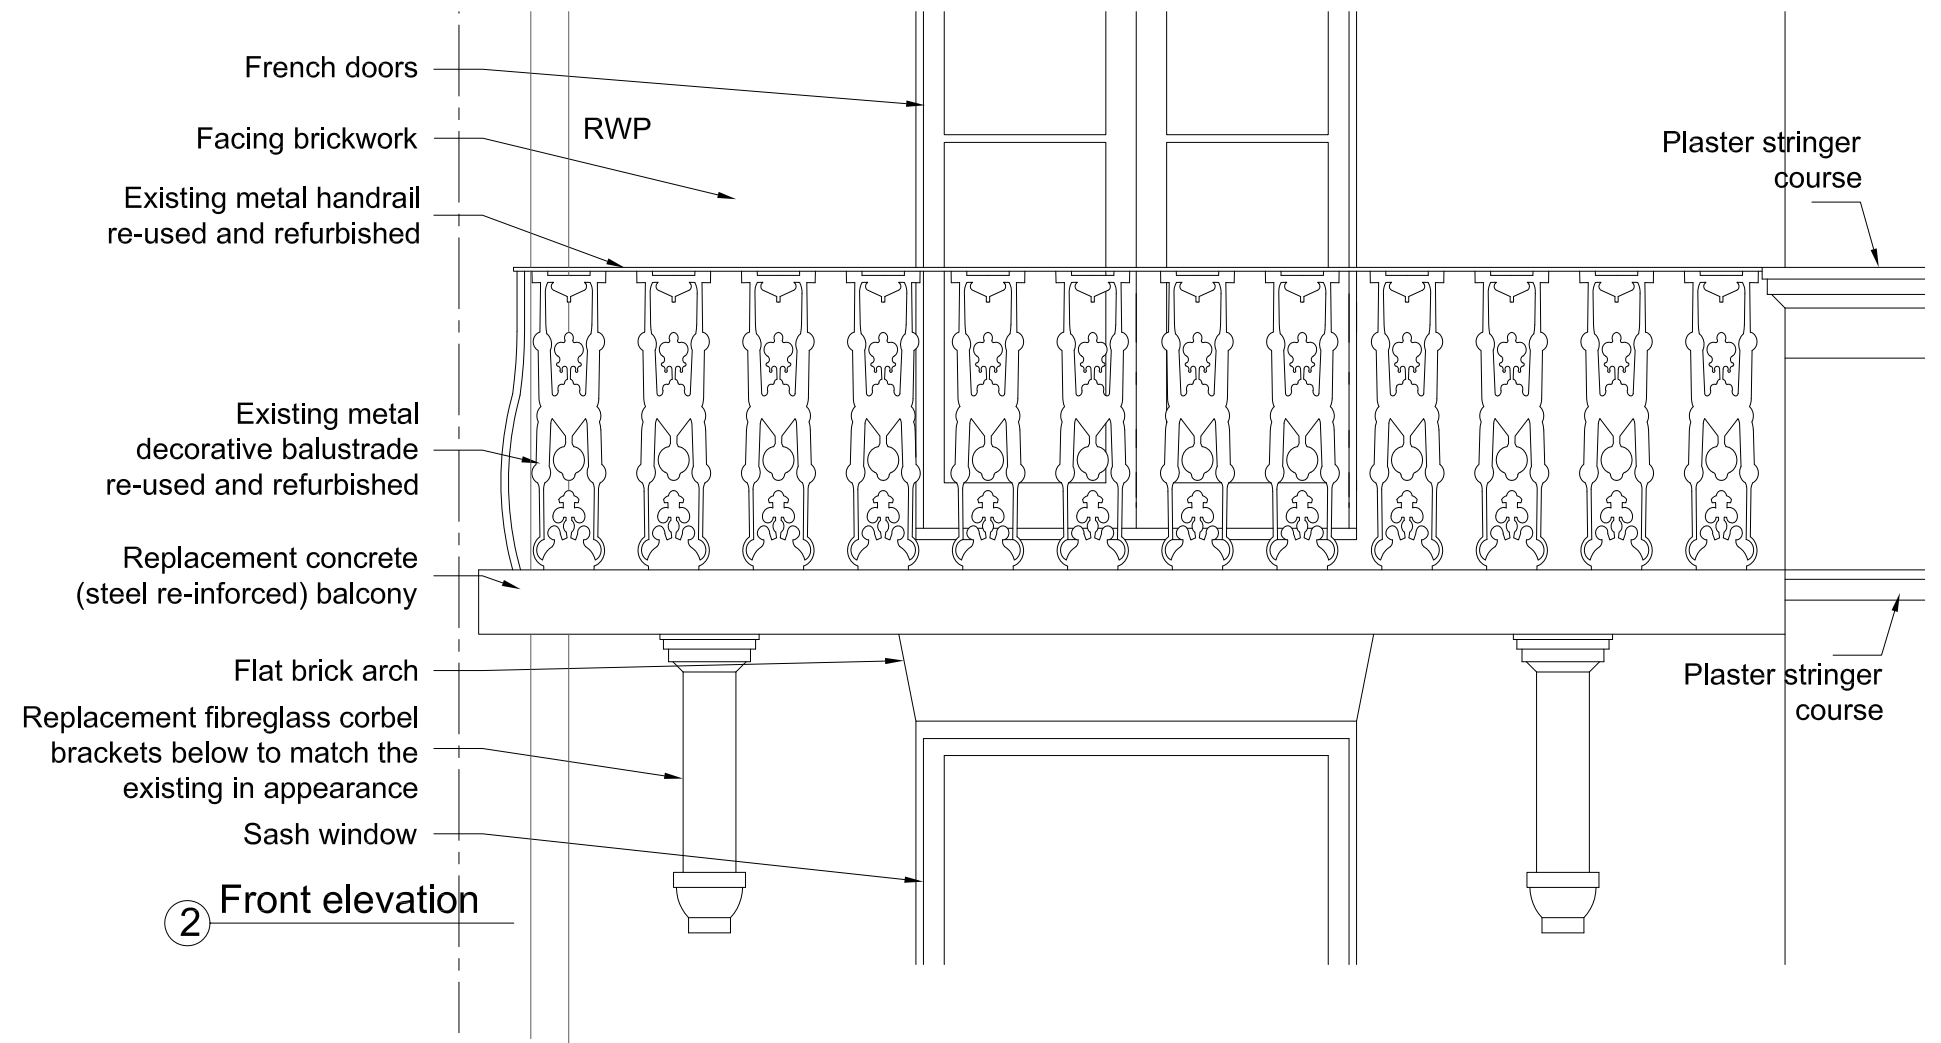 French doors
Facing brickwork
RWP
Existing metal handrail
re-used and refurbished
Plaster stringer
course
Existing metal
decorative balustrade
re-used and refurbished
Replacement concrete
(steel re-inforced) balcony
Flat brick arch
Replacement fibreglass corbel
brackets below to match the
existing in appearance
Sash window
Plaster stringer
course
2 Front elevation